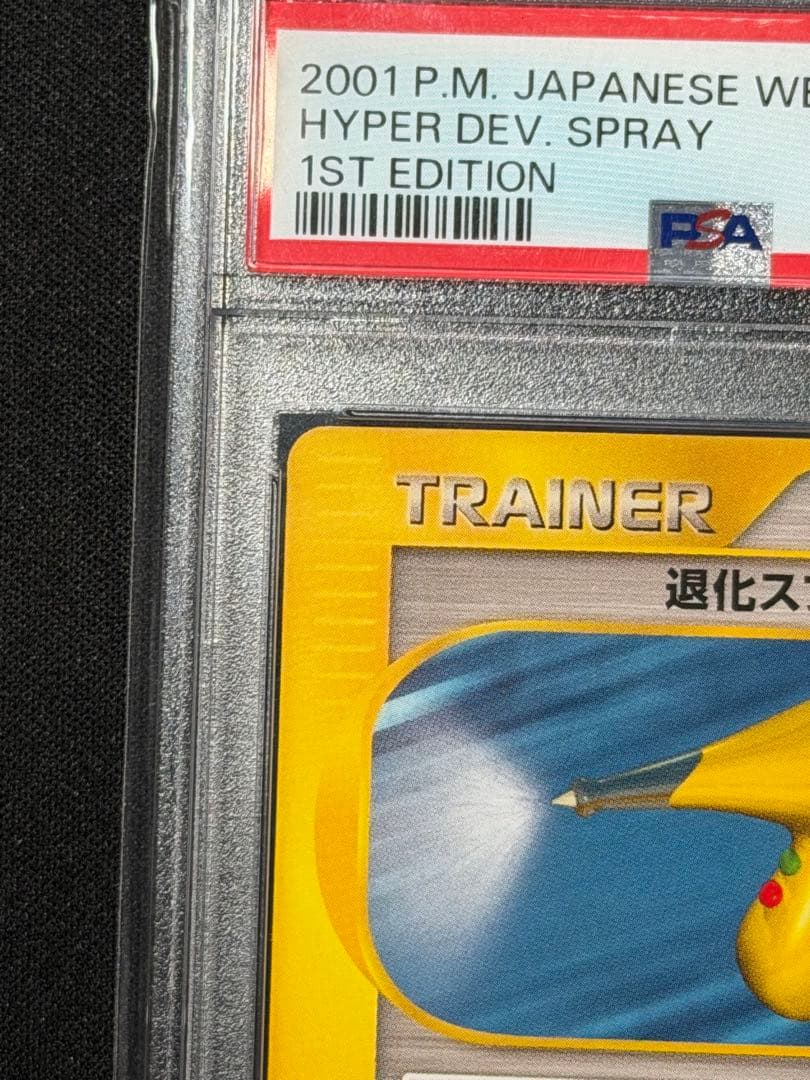 2001 P.M. JAPANESE WE
HYPER DEV. SPRAY
1ST EDITION
PSA
TRAINER
退化ス